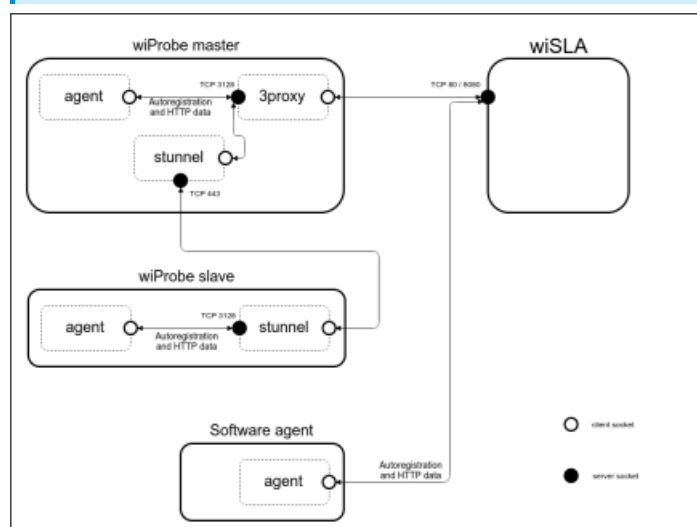 wiProbe master
wiSLA
agent
TCP 3128
3proxy
TCP 80 / 8080
Autoregistration
and HTTP data
stunnel
TCP 443
wiProbe slave
agent
TCP 3128
stunnel
Autoregistration
and HTTP data
Software agent
client socket
agent
Autoregistration
and HTTP data
server socket